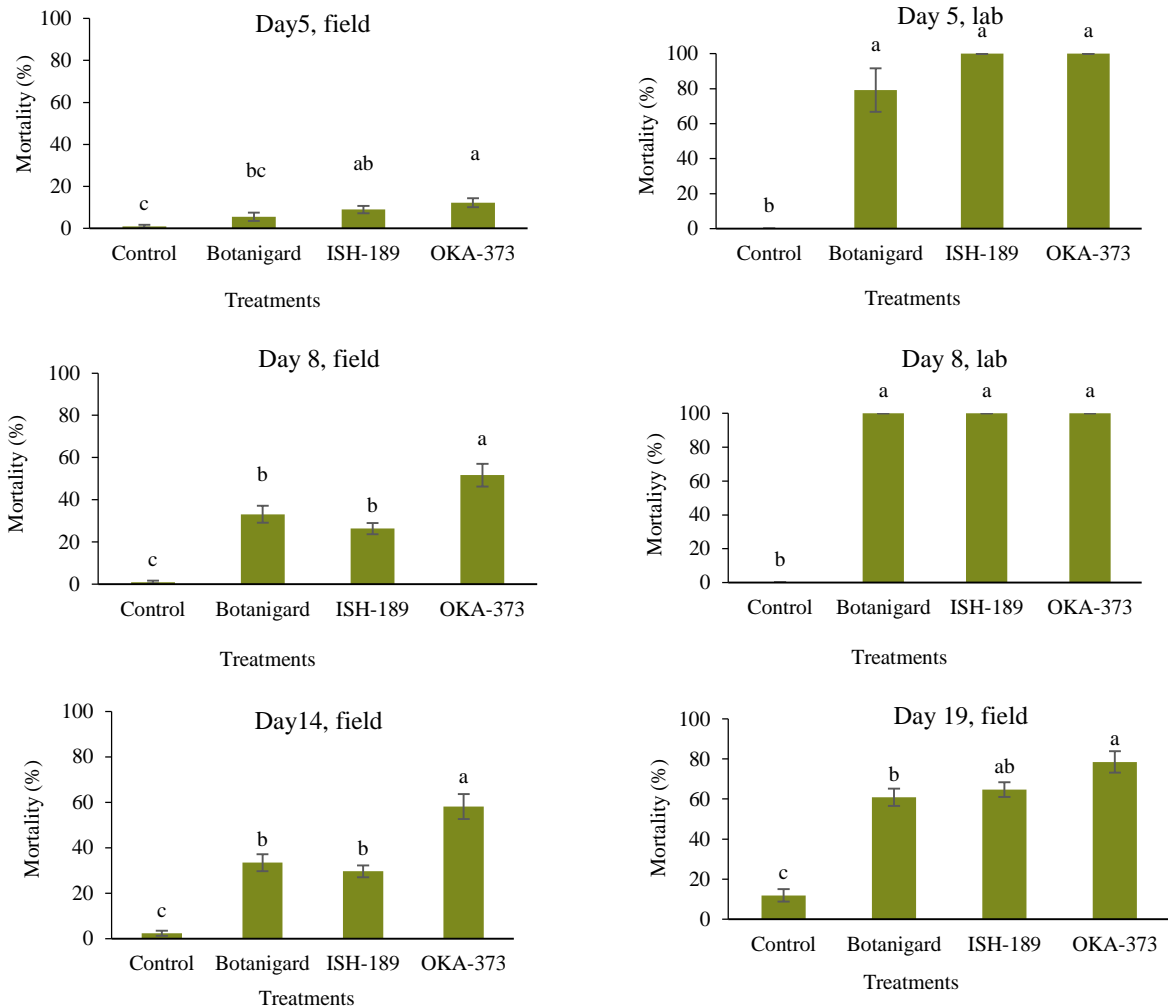 Day5, field
Mortality (%)
100
80
60
40
20
0
c
bc
ab
a
Control Botanigard ISH-189 OKA-373
Treatments
Day 5, lab
Mortality (%)
100
80
60
40
20
0
b
a
a
a
Control Botanigard ISH-189 OKA-373
Treatments
Day 8, field
Mortality (%)
100
80
60
40
20
0
c
b
b
a
Control Botanigard ISH-189 OKA-373
Treatments
Day 8, lab
Mortaliyy (%)
100
80
60
40
20
0
b
a
a
a
Control Botanigard ISH-189 OKA-373
Treatments
Day14, field
Mortality (%)
100
80
60
40
20
0
c
b
b
a
Control Botanigard ISH-189 OKA-373
Treatments
Day 19, field
Mortality (%)
100
80
60
40
20
0
c
b
ab
a
Control Botanigard ISH-189 OKA-373
Treatments